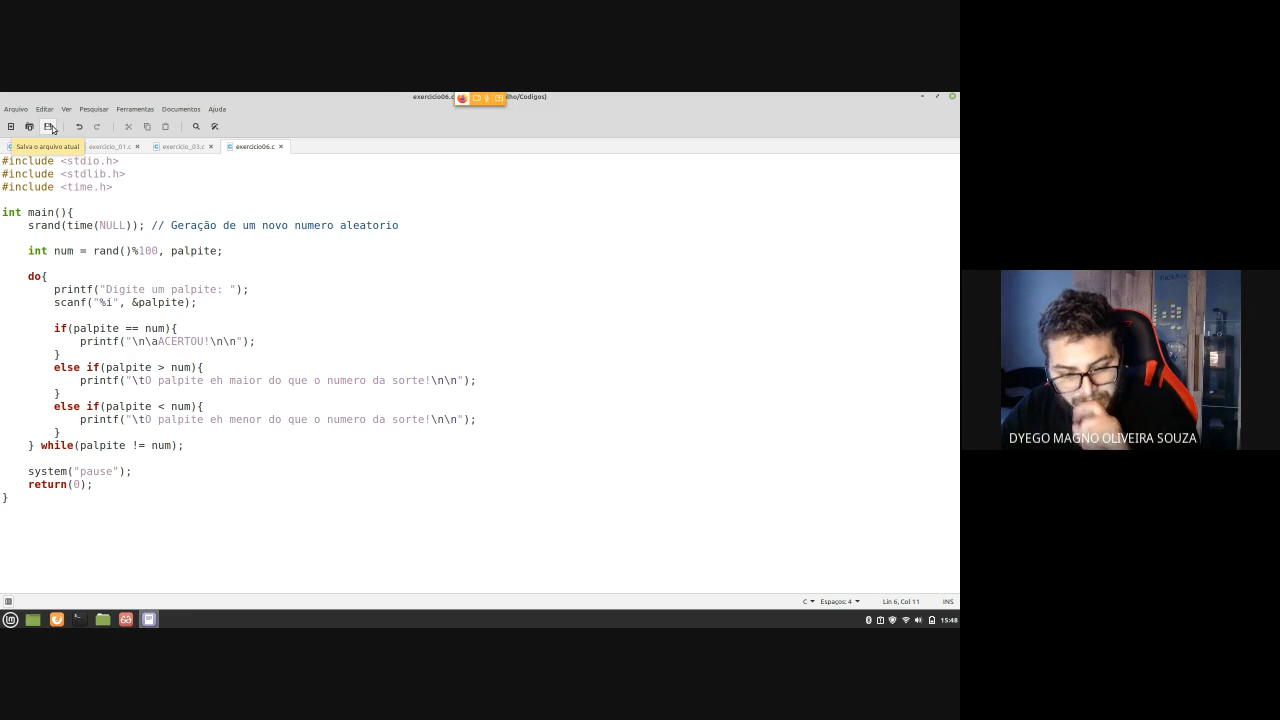 exercicio06.c
lho/Codigos)
Arquivo Editar Ver Pesquisar Ferramentas Documentos Ajuda
Salva o arquivo atual
exercicio_01.c
exercicio_03.c
exercicio06.c
#include <stdio.h>
#include <stdlib.h>
#include <time.h>
int main(){
srand(time(NULL)); // Geração de um novo numero aleatorio
int num = rand()%100, palpite;
do{
printf("Digite um palpite: ");
scanf("%i", &palpite);
if(palpite == num){
printf("\n\aACERTOU!\n\n");
}
else if(palpite > num){
printf("\tO palpite eh maior do que o numero da sorte!\n\n");
}
else if(palpite < num){
printf("\tO palpite eh menor do que o numero da sorte!\n\n");
}
} while(palpite != num);
system("pause");
return(0);
}
C Espaços: 4 Lin 6, Col 11 INS
15:48
DYEGO MAGNO OLIVEIRA SOUZA